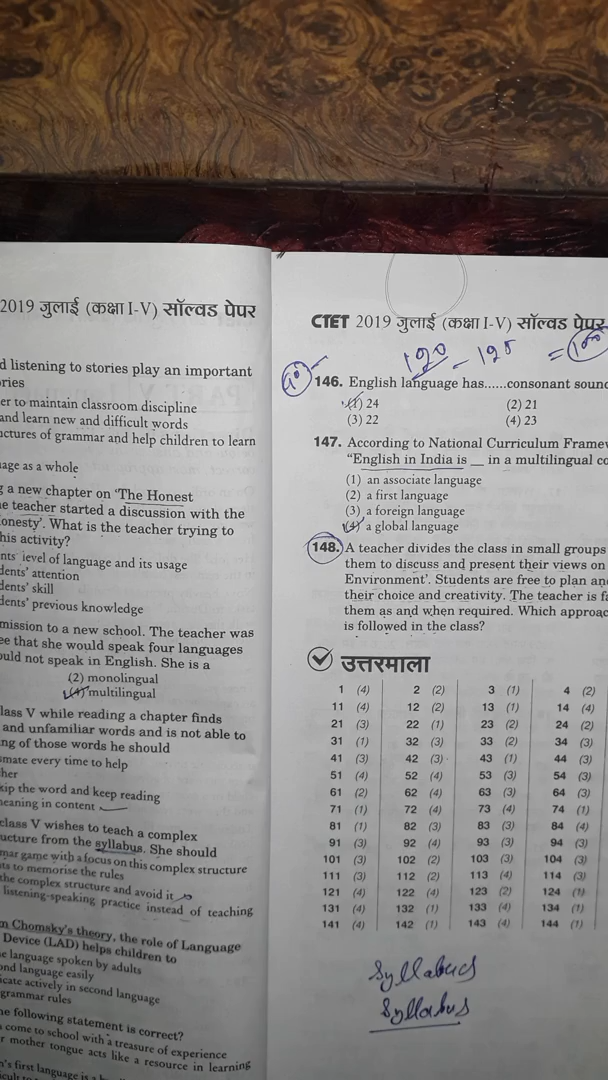 2019 जुलाई (कक्षा I-V) सॉल्वड पेपर
d listening to stories play an important
ries
er to maintain classroom discipline
and learn new and difficult words
ctures of grammar and help children to learn
age as a whole
g a new chapter on 'The Honest
e teacher started a discussion with the
onesty'. What is the teacher trying to
his activity?
nts' level of language and its usage
dents' attention
dents' skill
dents' previous knowledge
mission to a new school. The teacher was
ee that she would speak four languages
ould not speak in English. She is a
(2) monolingual
(4) multilingual
lass V while reading a chapter finds
and unfamiliar words and is not able to
ng of those words he should
mate every time to help
her
kip the word and keep reading
eaning in content
class V wishes to teach a complex
ucture from the syllabus. She should
mar game with a focus on this complex structure
ts to memorise the rules
the complex structure and avoid it
listening-speaking practice instead of teaching
m Chomsky's theory, the role of Language
Device (LAD) helps children to
e language spoken by adults
ond language easily
icate actively in second language
grammar rules
he following statement is correct?
come to school with a treasure of experience
r mother tongue acts like a resource in learning
n's first language is a
CTET 2019 जुलाई (कक्षा I-V) सॉल्वड पेपर
120 - 125 =
146. English language has......consonant soun
(1) 24 (2) 21
(3) 22 (4) 23
147. According to National Curriculum Frame
"English in India is __ in a multilingual co
(1) an associate language
(2) a first language
(3) a foreign language
(4) a global language
148. A teacher divides the class in small groups
them to discuss and present their views on
Environment'. Students are free to plan an
their choice and creativity. The teacher is fa
them as and when required. Which approac
is followed in the class?
उत्तरमाला
1 (4) 2 (2) 3 (1) 4 (2)
11 (4) 12 (2) 13 (1) 14 (4)
21 (3) 22 (1) 23 (2) 24 (2)
31 (1) 32 (3) 33 (2) 34 (3)
41 (3) 42 (3) 43 (1) 44 (3)
51 (4) 52 (4) 53 (3) 54 (3)
61 (2) 62 (4) 63 (3) 64 (3)
71 (1) 72 (4) 73 (4) 74 (1)
81 (1) 82 (3) 83 (3) 84 (4)
91 (3) 92 (4) 93 (3) 94 (3)
101 (3) 102 (2) 103 (3) 104 (3)
111 (3) 112 (2) 113 (4) 114 (3)
121 (4) 122 (4) 123 (2) 124 (1)
131 (4) 132 (1) 133 (4) 134 (1)
141 (4) 142 (1) 143 (4) 144 (1)
Syllabus
Syllabus